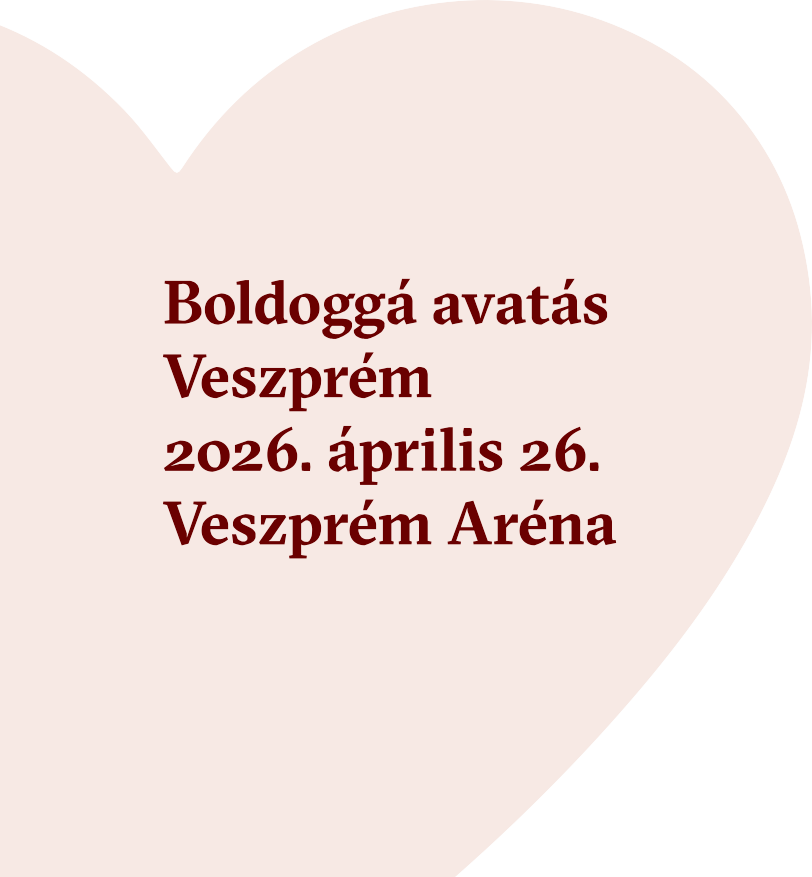 Boldoggá avatás
Veszprém
2026. április 26.
Veszprém Aréna